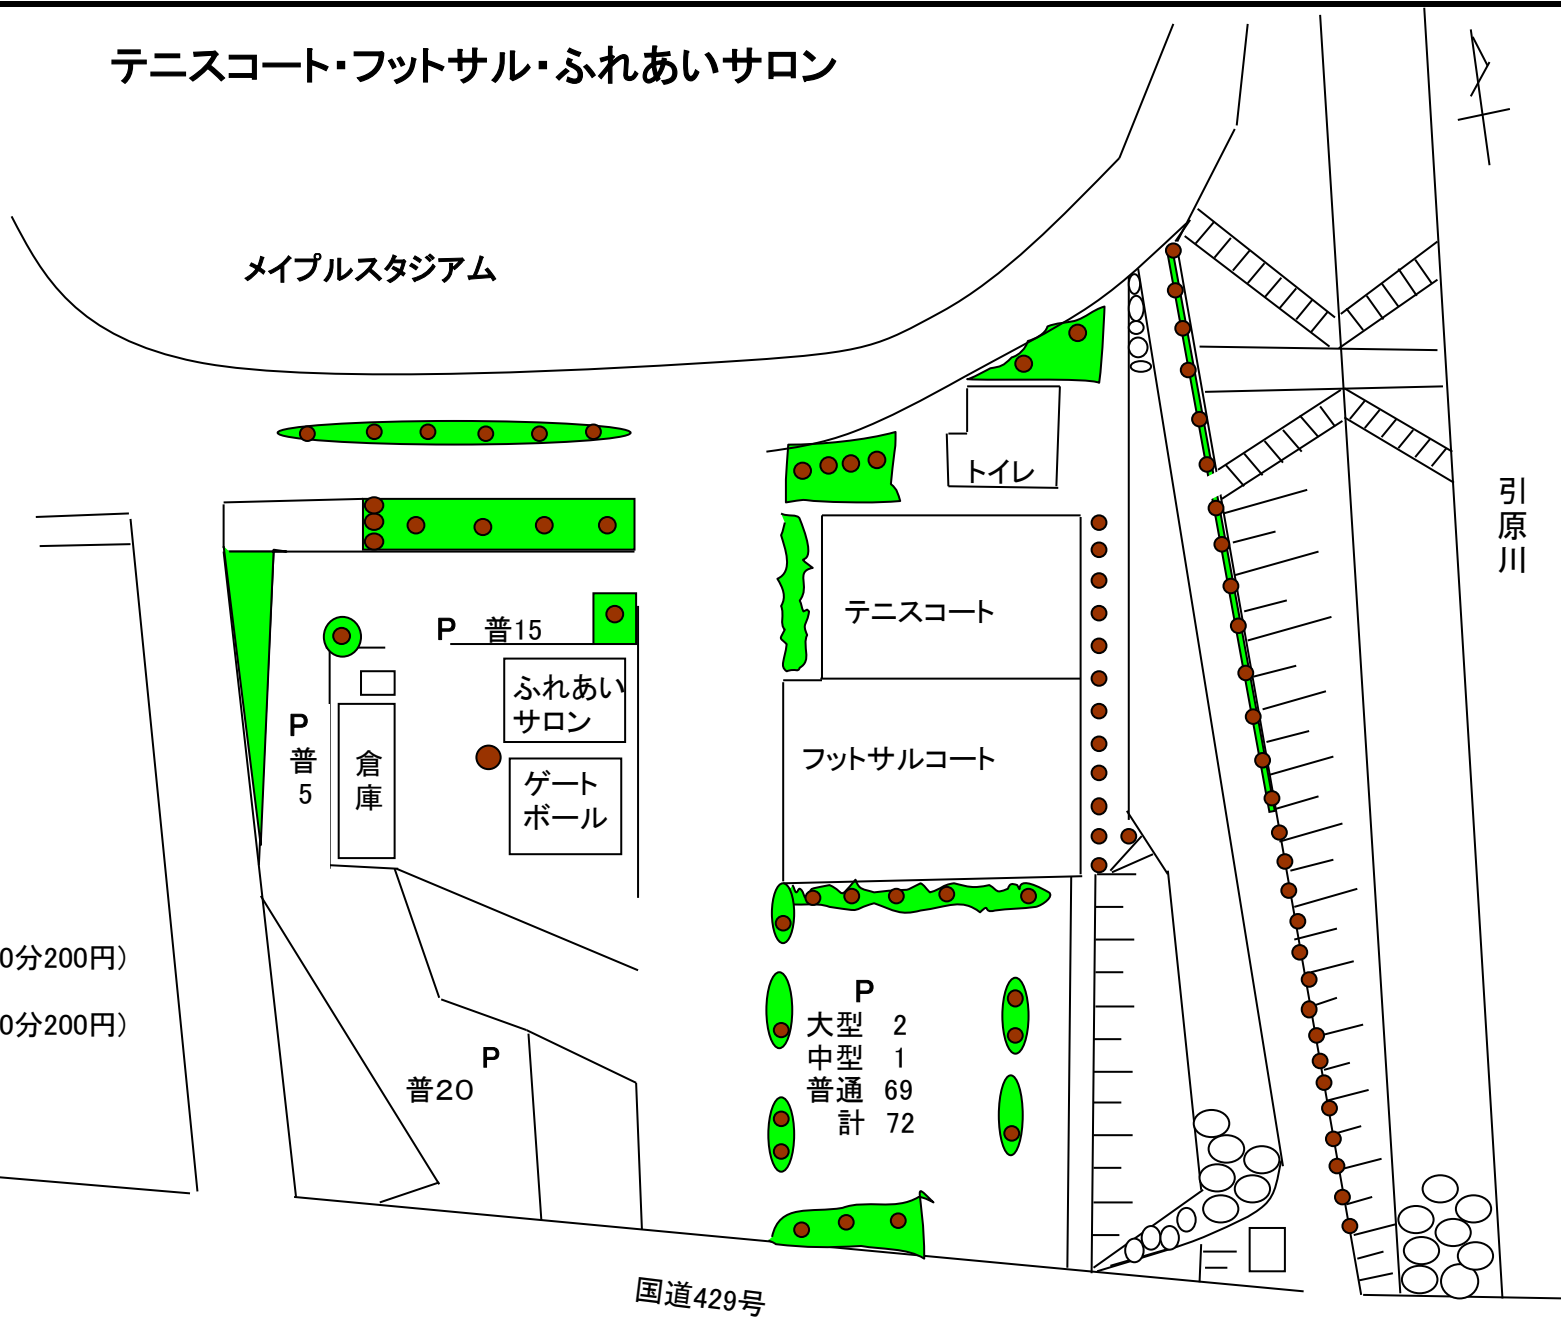 テニスコート・フットサル・ふれあいサロン
メイプルスタジアム
トイレ
引原川
テニスコート
P 普15
ふれあい
サロン
P
普
5
倉庫
フットサルコート
ゲート
ボール
0分200円）
0分200円）
P
大型 2
中型 1
普通 69
計 72
P
普20
国道429号